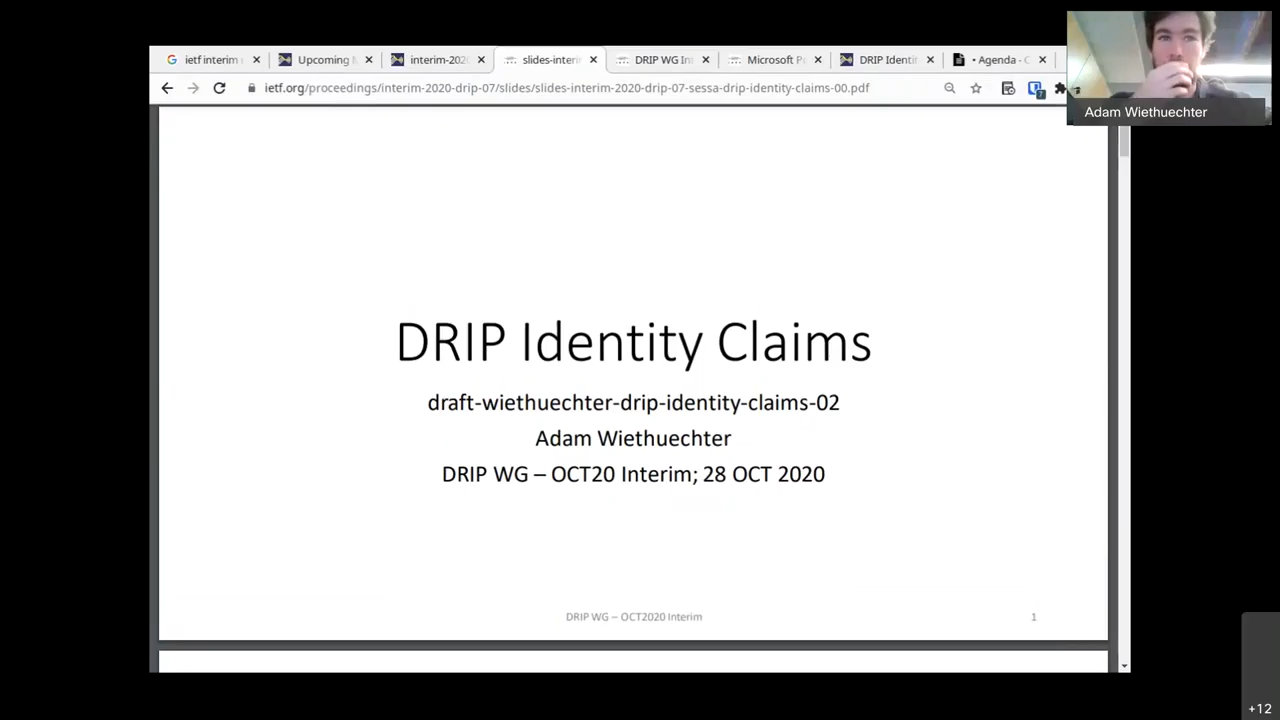 ietf interim
Upcoming
interim-202
slides-interi
DRIP WG In
Microsoft P
DRIP Identi
• Agenda - C
ietf.org/proceedings/interim-2020-drip-07/slides/slides-interim-2020-drip-07-sessa-drip-identity-claims-00.pdf
7
Adam Wiethuechter
DRIP Identity Claims
draft-wiethuechter-drip-identity-claims-02
Adam Wiethuechter
DRIP WG – OCT20 Interim; 28 OCT 2020
DRIP WG – OCT2020 Interim
1
+12